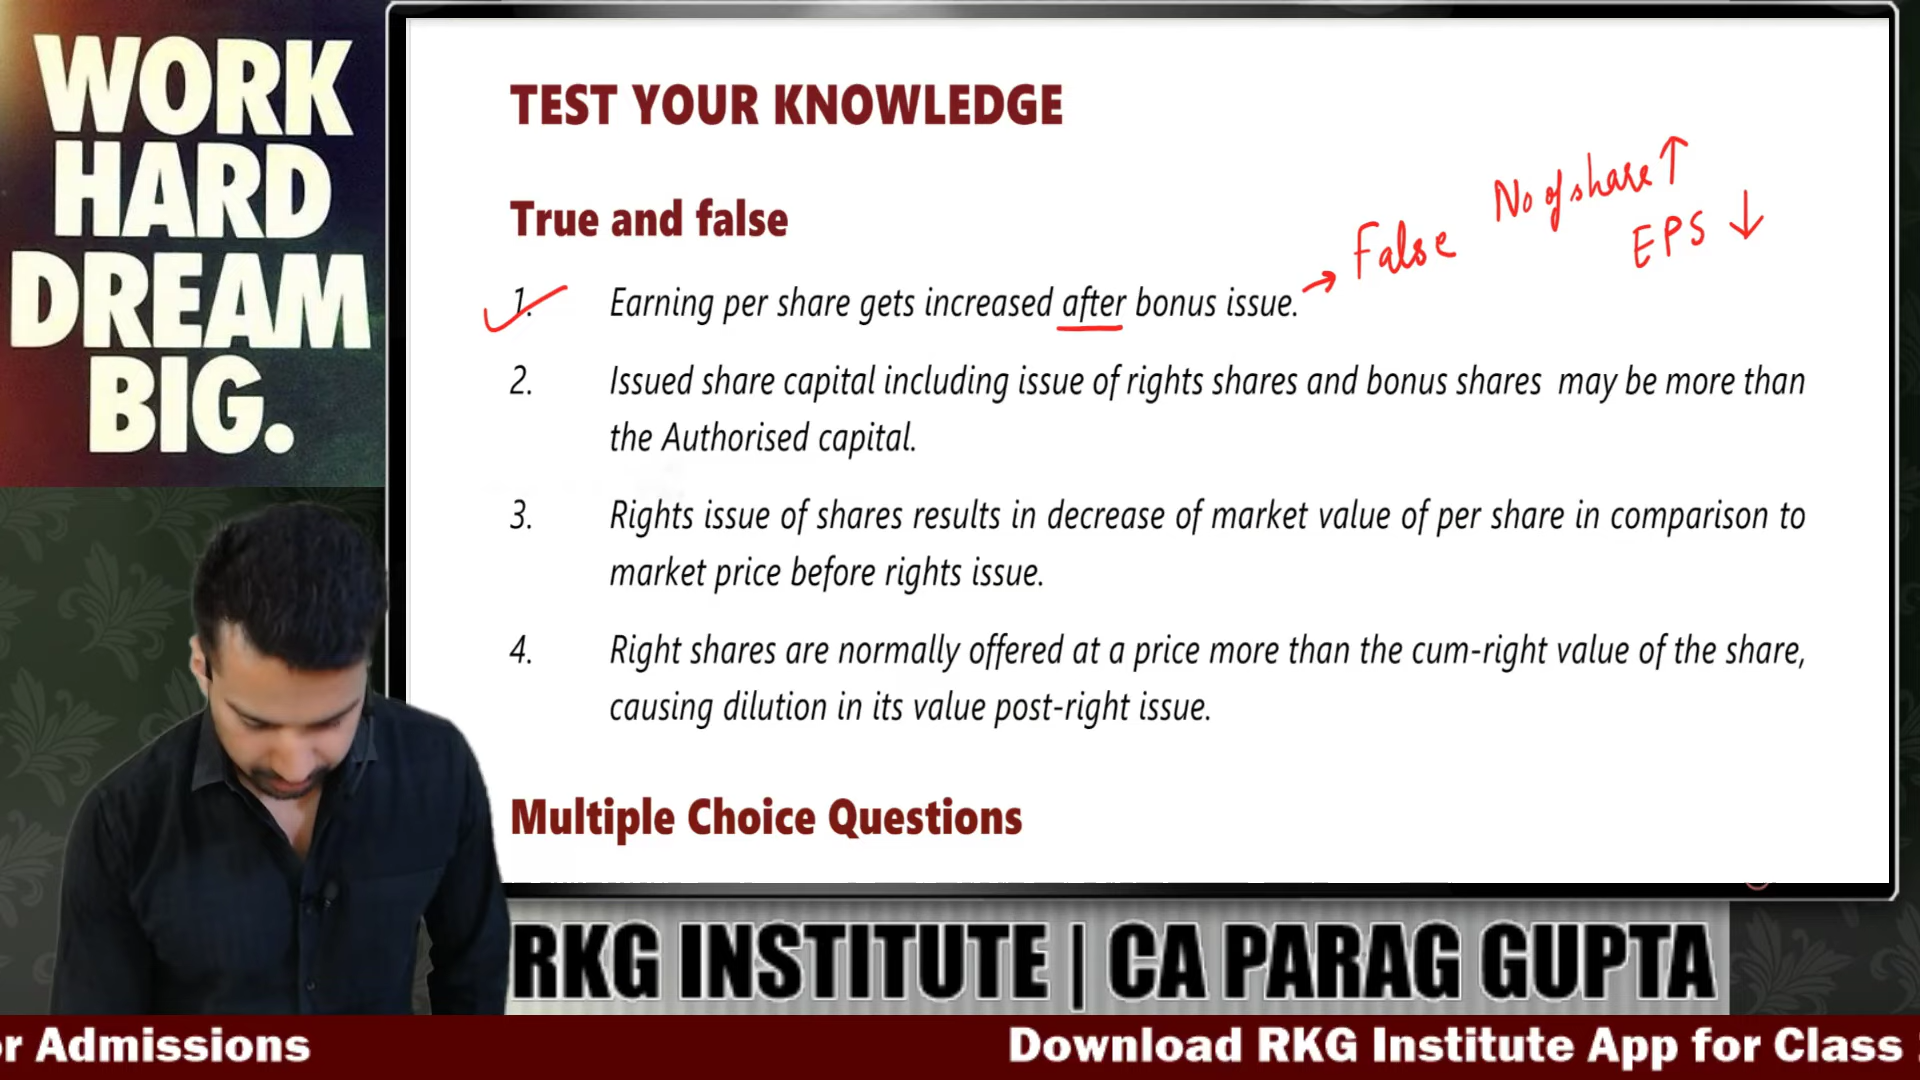 WORK
HARD
DREAM
BIG.
TEST YOUR KNOWLEDGE
True and false
No of share ↑
EPS ↓
1. Earning per share gets increased after bonus issue. → False
2. Issued share capital including issue of rights shares and bonus shares may be more than
the Authorised capital.
3. Rights issue of shares results in decrease of market value of per share in comparison to
market price before rights issue.
4. Right shares are normally offered at a price more than the cum-right value of the share,
causing dilution in its value post-right issue.
Multiple Choice Questions
RKG INSTITUTE | CA PARAG GUPTA
or Admissions Download RKG Institute App for Class